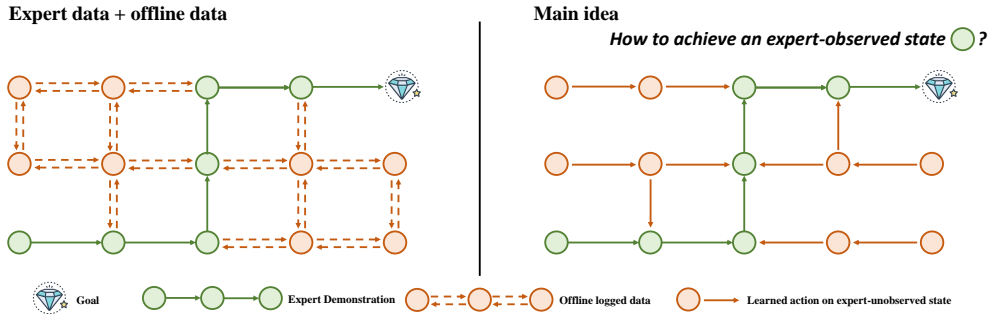 Expert data + offline data
Main idea
How to achieve an expert-observed state ?
Goal
Expert Demonstration
Offline logged data
Learned action on expert-unobserved state